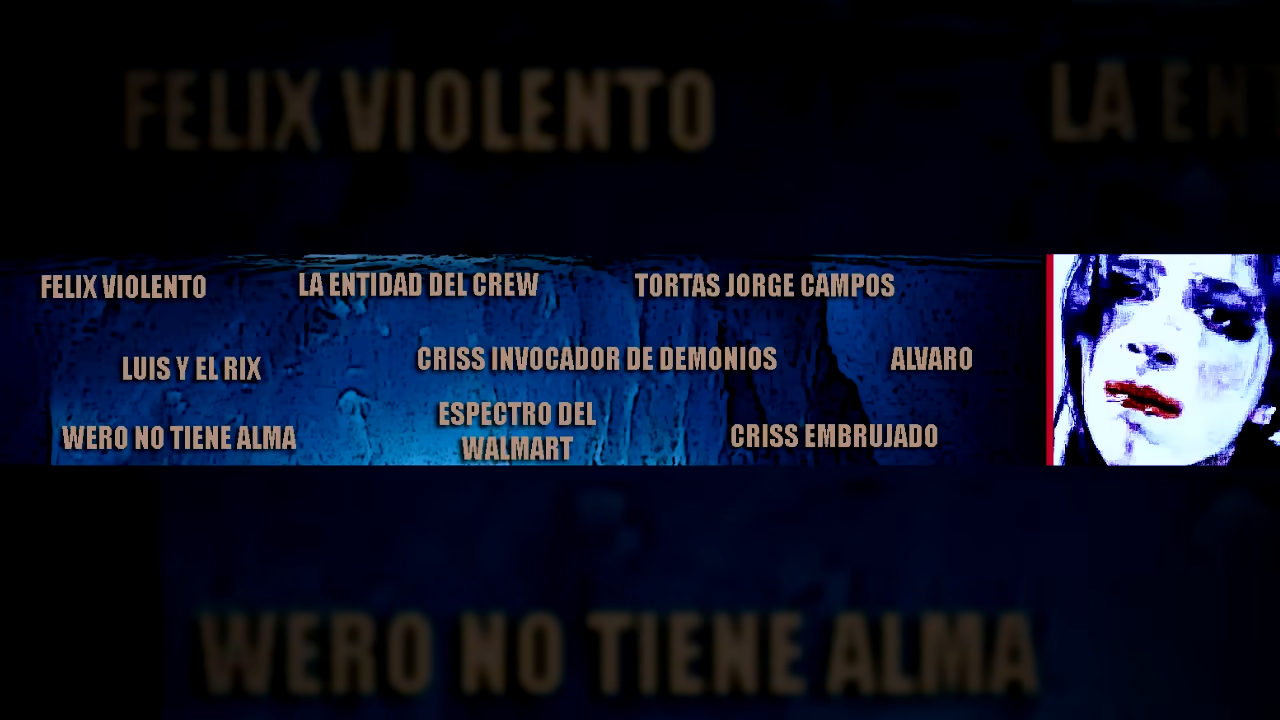 FELIX VIOLENTO
LA EN
FELIX VIOLENTO
LA ENTIDAD DEL CREW
TORTAS JORGE CAMPOS
LUIS Y EL RIX
CRISS INVOCADOR DE DEMONIOS
ALVARO
WERO NO TIENE ALMA
ESPECTRO DEL
WALMART
CRISS EMBRUJADO
WERO NO TIENE ALMA